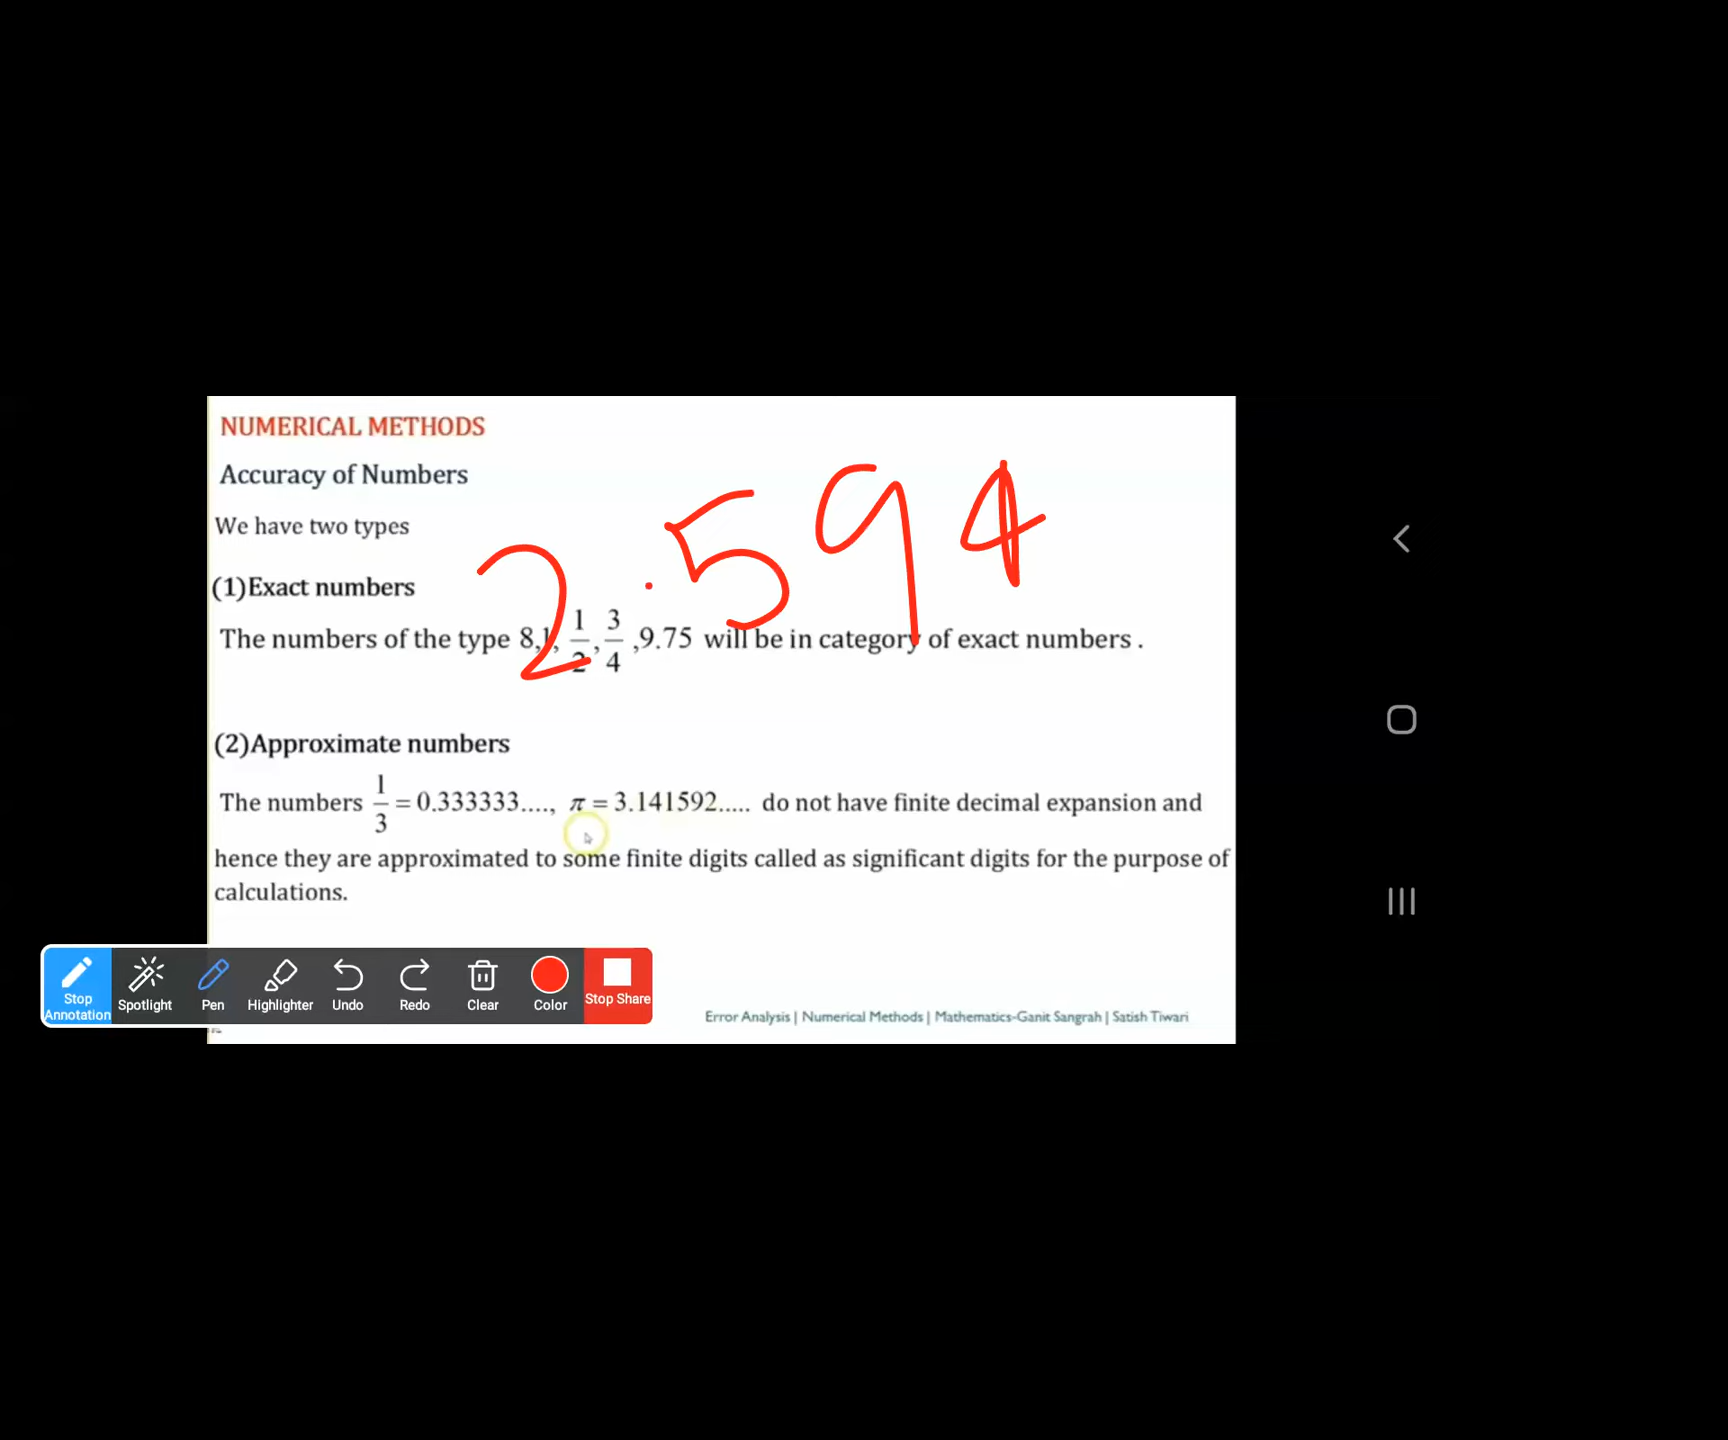 NUMERICAL METHODS
Accuracy of Numbers
We have two types
2.594
(1)Exact numbers
The numbers of the type 8,1, 1/2, 3/4 ,9.75 will be in category of exact numbers .
(2)Approximate numbers
The numbers 1/3 = 0.333333...., π = 3.141592..... do not have finite decimal expansion and
hence they are approximated to some finite digits called as significant digits for the purpose of
calculations.
Stop Annotation Spotlight Pen Highlighter Undo Redo Clear Color Stop Share
Error Analysis | Numerical Methods | Mathematics-Ganit Sangrah | Satish Tiwari